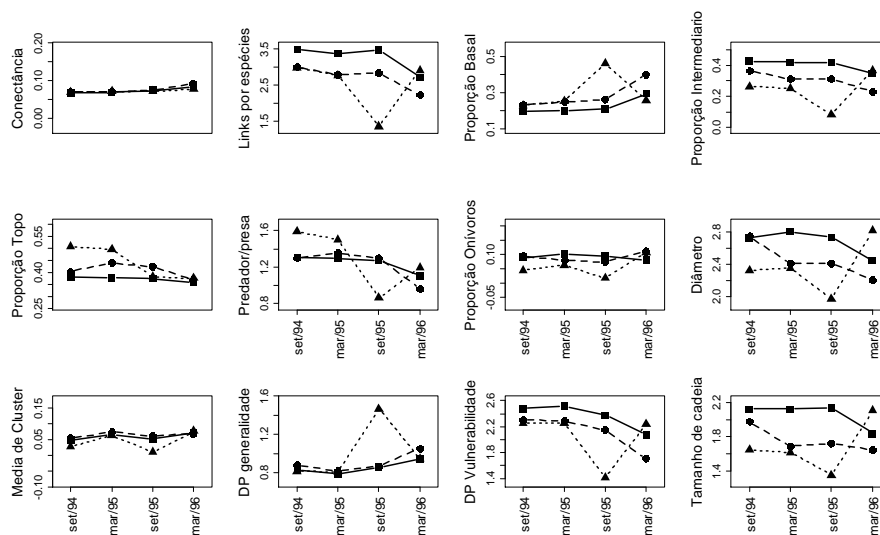 Conectância
0.00
0.10
0.20
Links por espécies
1.5
2.5
3.5
Proporção Basal
0.1
0.3
0.5
Proporção Intermediario
0.0
0.2
0.4
Proporção Topo
0.25
0.40
0.55
Predador/presa
0.8
1.2
1.6
set/94
mar/95
set/95
mar/96
Proporção Onívoros
-0.05
0.10
set/94
mar/95
set/95
mar/96
Diâmetro
2.0
2.4
2.8
set/94
mar/95
set/95
mar/96
Media de Cluster
-0.10
0.05
0.15
set/94
mar/95
set/95
mar/96
DP generalidade
0.8
1.2
1.6
set/94
mar/95
set/95
mar/96
DP Vulnerabilidade
1.4
1.8
2.2
2.6
set/94
mar/95
set/95
mar/96
Tamanho de cadeia
1.4
1.8
2.2
set/94
mar/95
set/95
mar/96